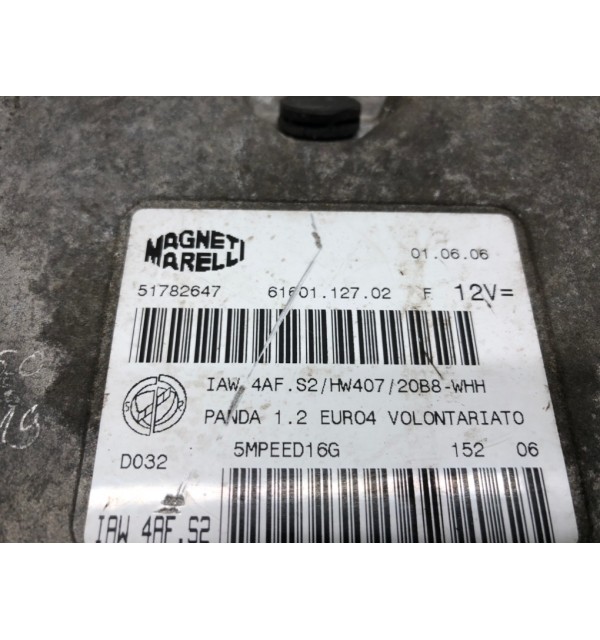 MAGNETI
MARELLI
01.06.06
51782647 61601.127.02 F 12V=
IAW 4AF.S2/HW407/20B8-WHH
PANDA 1.2 EURO4 VOLONTARIATO
D032 5MPEED16G 152 06
IAW 4AF.S2